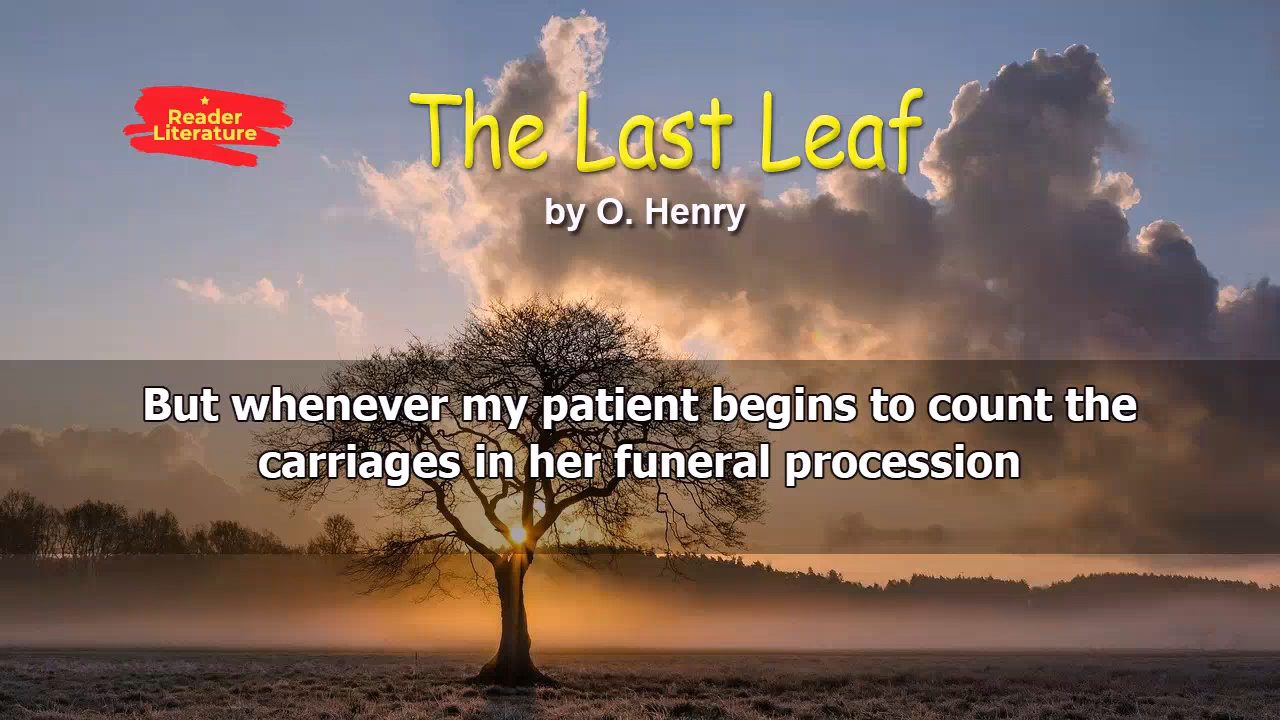 Reader
Literature
The Last Leaf
by O. Henry
But whenever my patient begins to count the
carriages in her funeral procession